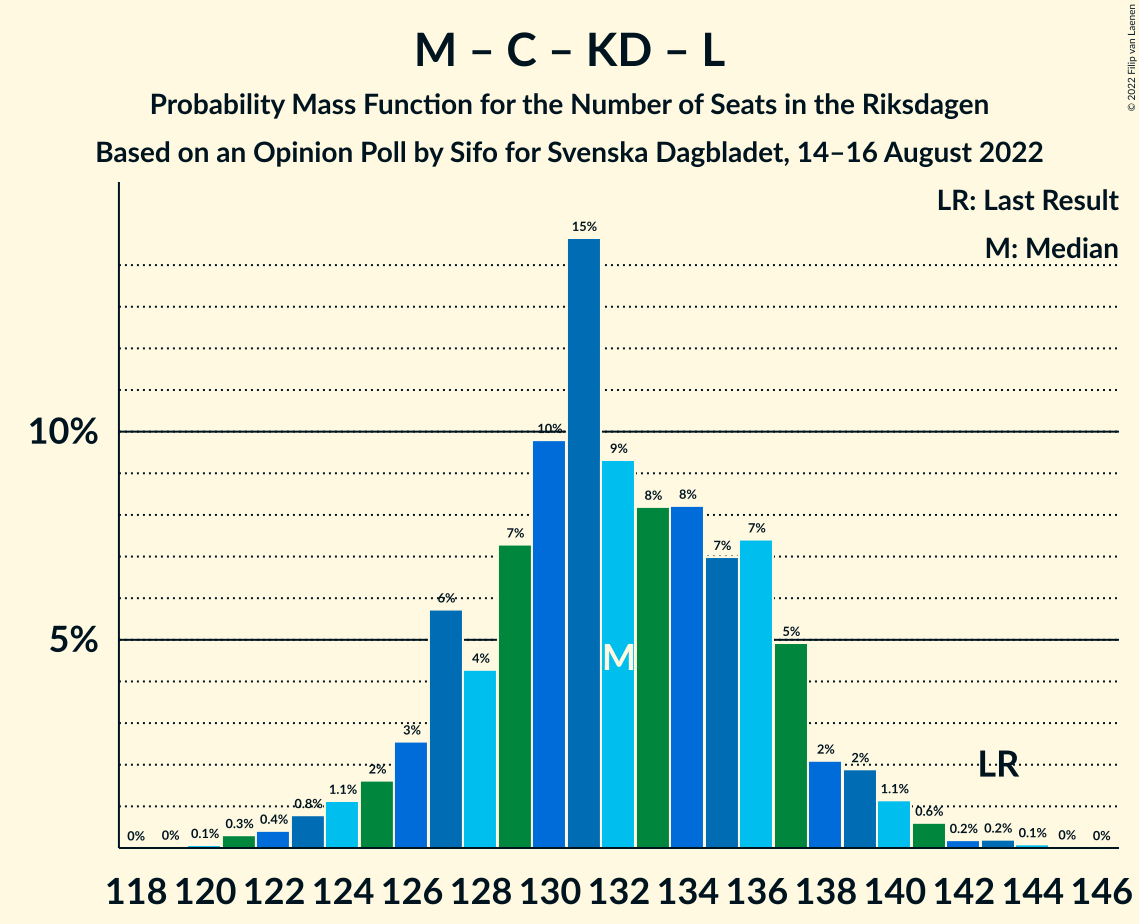 M – C – KD – L
Probability Mass Function for the Number of Seats in the Riksdagen
Based on an Opinion Poll by Sifo for Svenska Dagbladet, 14–16 August 2022
© 2022 Filip van Laenen
LR: Last Result
M: Median
10%
5%
0% 0% 0.1% 0.3% 0.4% 0.8% 1.1% 2% 3% 6% 4% 7% 10% 15% 9% 8% 8% 7% 7% 5% 2% 2% 1.1% 0.6% 0.2% 0.2% 0.1% 0% 0%
M
LR
118 120 122 124 126 128 130 132 134 136 138 140 142 144 146